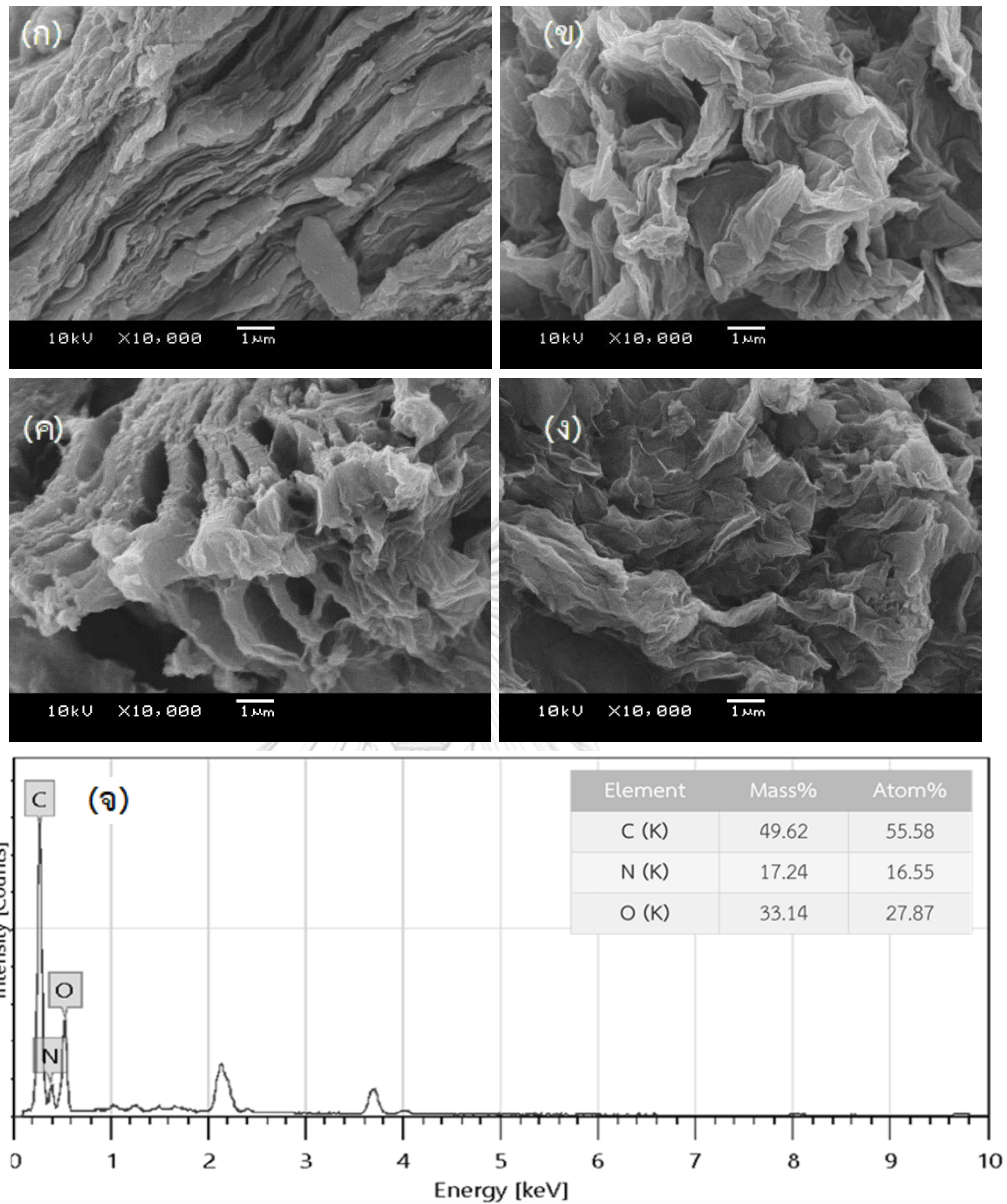 (ก)
10kV ×10,000 1μm
(ข)
10kV ×10,000 1μm
(ค)
10kV ×10,000 1μm
(ง)
10kV ×10,000 1μm
(จ)
C
N
O
Element Mass% Atom%
C (K) 49.62 55.58
N (K) 17.24 16.55
O (K) 33.14 27.87
Intensity [Counts]
0 1 2 3 4 5 6 7 8 9 10
Energy [keV]